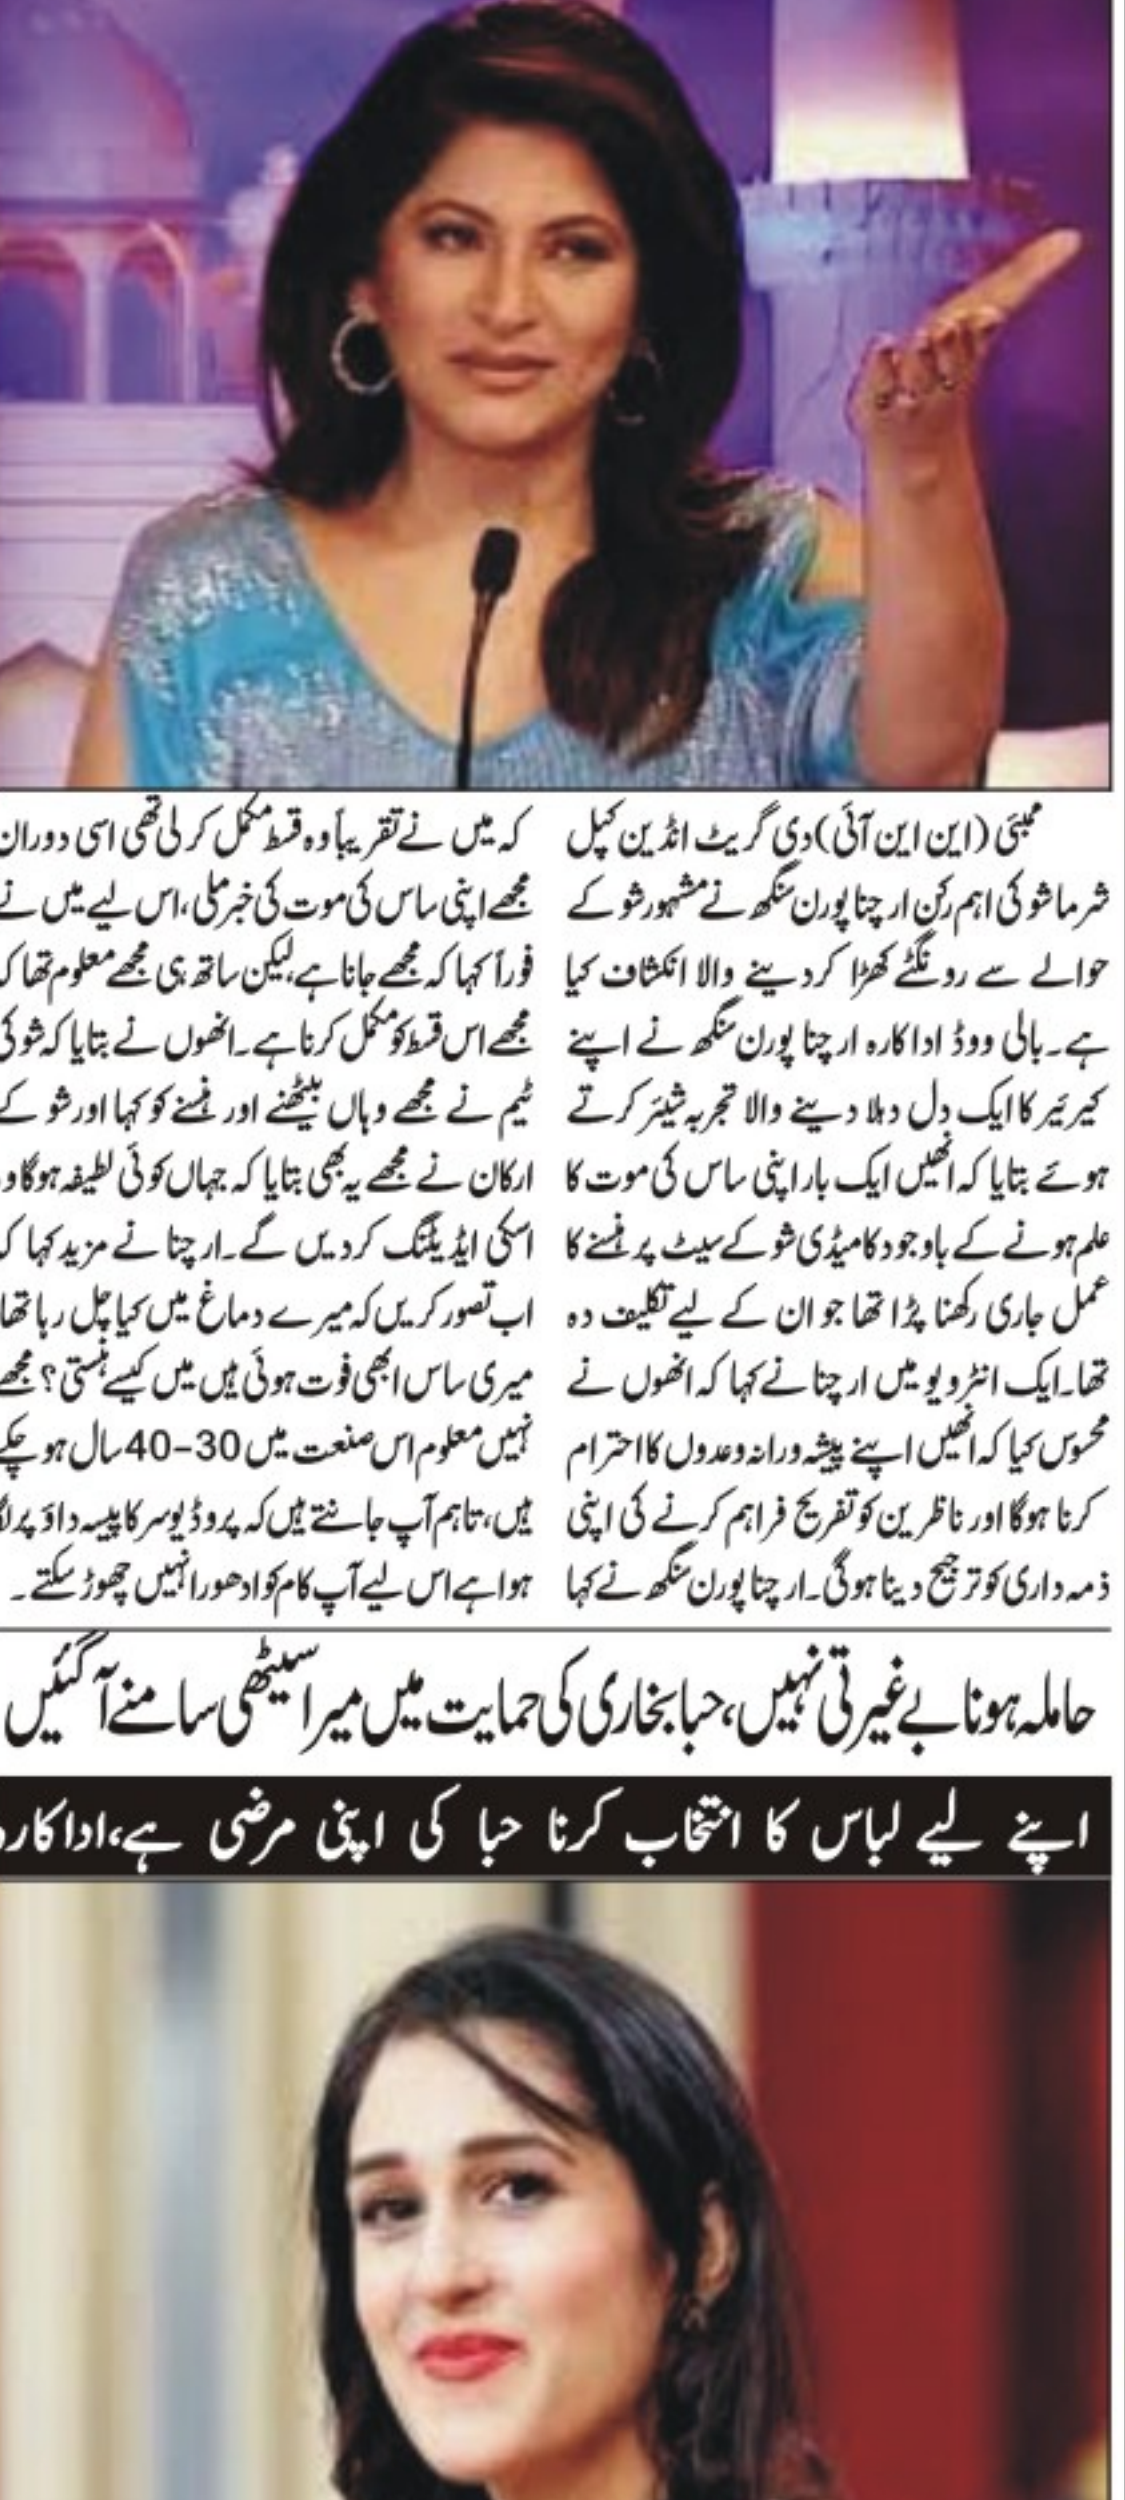 ممبئی (این این آئی) دی گریٹ انڈین کپل
شرما شو کی اہم رکن ارچنا پورن سنگھ نے مشہور شو کے
حوالے سے رونگٹے کھڑا کردینے والا انکشاف کیا
ہے۔ بالی ووڈ اداکارہ ارچنا پورن سنگھ نے اپنے
کیریئر کا ایک دل دہلا دینے والا تجربہ شیئر کرتے
ہوئے بتایا کہ انھیں ایک بار اپنی ساس کی موت کا
علم ہونے کے باوجود کامیڈی شو کے سیٹ پر ہنسنے کا
عمل جاری رکھنا پڑا تھا جو ان کے لیے تکلیف دہ
تھا۔ ایک انٹرویو میں ارچنا نے کہا کہ انھوں نے
محسوس کیا کہ انھیں اپنے پیشہ ورانہ وعدوں کا احترام
کرنا ہوگا اور ناظرین کو تفریح فراہم کرنے کی اپنی
ذمہ داری کو ترجیح دینا ہوگی۔ ارچنا پورن سنگھ نے کہا
کہ میں نے تقریباً وہ قسط مکمل کرلی تھی اسی دوران
مجھے اپنی ساس کی موت کی خبر ملی، اس لیے میں نے
فوراً کہا کہ مجھے جانا ہے، لیکن ساتھ ہی مجھے معلوم تھا
مجھے اس قسط کو مکمل کرنا ہے۔ انھوں نے بتایا کہ شو کی
ٹیم نے مجھے وہاں بیٹھنے اور ہنسنے کو کہا اور شو کے
ارکان نے مجھے یہ بھی بتایا کہ جہاں کوئی لطیفہ ہوگا
اسکی ایڈیٹنگ کردیں گے۔ ارچنا نے مزید کہا
اب تصور کریں کہ میرے دماغ میں کیا چل رہا تھا
میری ساس ابھی فوت ہوئی ہیں میں کیسے ہنستی؟ مجھے
نہیں معلوم اس صنعت میں 30-40 سال ہو چکے
ہیں، تاہم آپ جانتے ہیں کہ پروڈیوسر کا پیسہ داؤ پر
ہوا ہے اس لیے آپ کام کو ادھورا نہیں چھوڑ سکتے۔
حاملہ ہونا بے غیرتی نہیں، حبا بخاری کی حمایت میں میرا سیٹھی سامنے آگئیں
اپنے لیے لباس کا انتخاب کرنا حبا کی اپنی مرضی ہے،